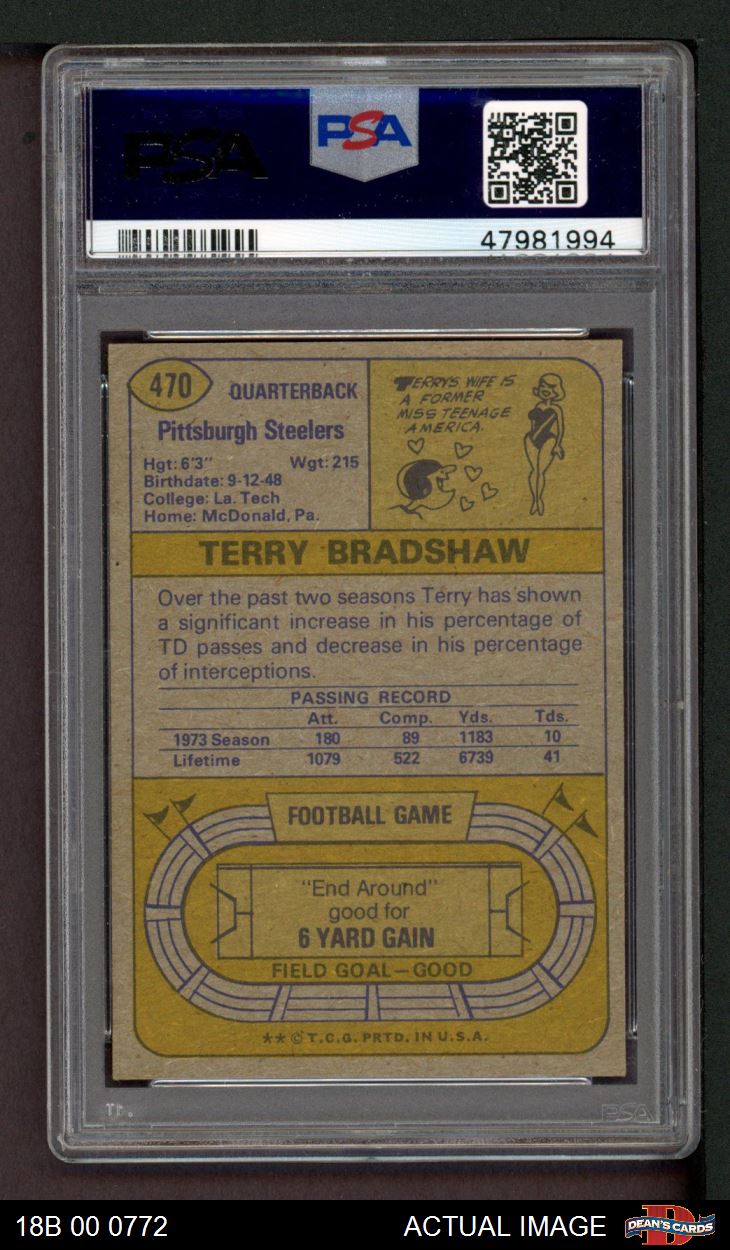 PSA
PSA
47981994
470
QUARTERBACK
Pittsburgh Steelers
Hgt: 6'3" Wgt: 215
Birthdate: 9-12-48
College: La. Tech
Home: McDonald, Pa.
TERRY'S WIFE IS
A FORMER
MISS TEENAGE
AMERICA.
TERRY BRADSHAW
Over the past two seasons Terry has shown
a significant increase in his percentage of
TD passes and decrease in his percentage
of interceptions.
PASSING RECORD
Att. Comp. Yds. Tds.
1973 Season 180 89 1183 10
Lifetime 1079 522 6739 41
FOOTBALL GAME
"End Around"
good for
6 YARD GAIN
FIELD GOAL—GOOD
** © T.C.G. PRTD. IN U.S.A.
PSA
18B 00 0772 ACTUAL IMAGE
DEAN'S CARDS